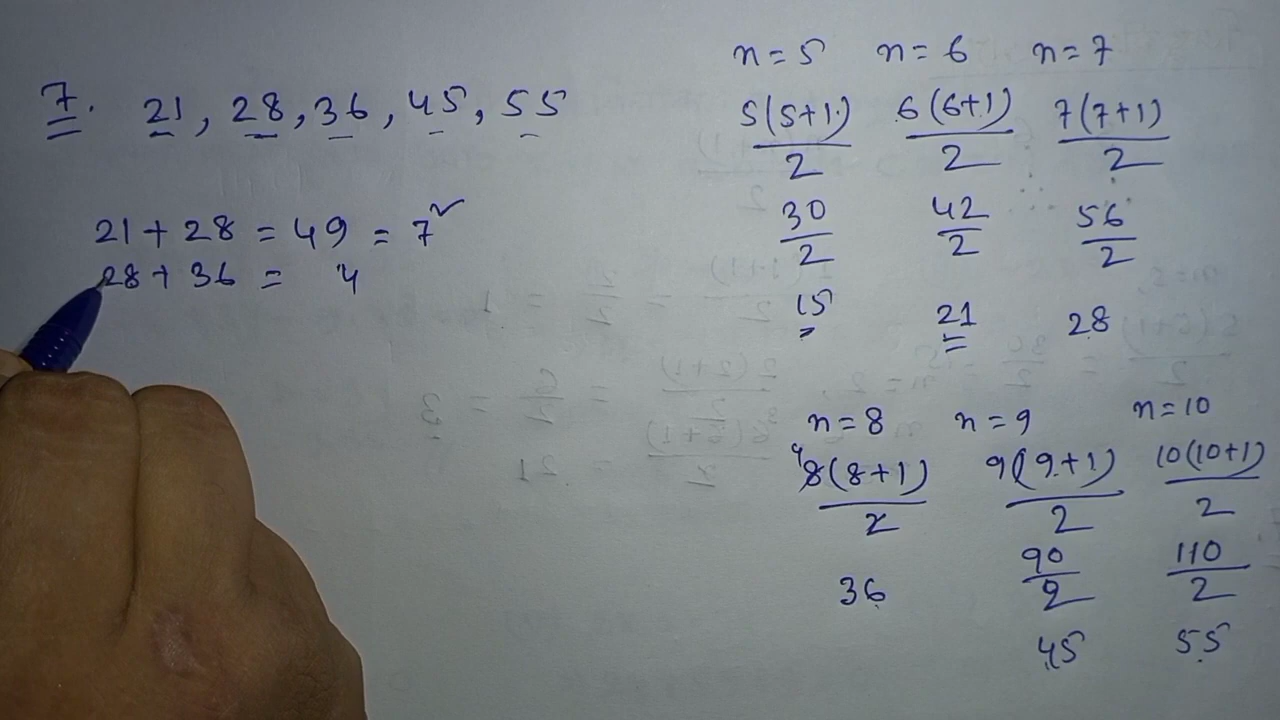 7. 21, 28, 36, 45, 55
21 + 28 = 49 = 7²
28 + 36 = 4
n = 5 n = 6 n = 7
5(5+1) 6(6+1) 7(7+1)
2 2 2
30 42 56
2 2 2
15 21 28
n = 8 n = 9 n = 10
4 8(8+1) 9(9+1) 10(10+1)
2 2 2
90 110
2 2
36
45 55